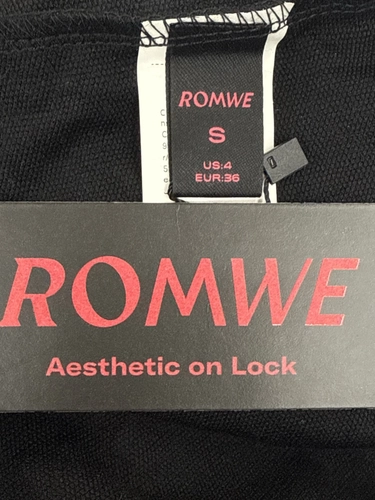 ROMWE
S
US:4
EUR:36
ROMWE
Aesthetic on Lock